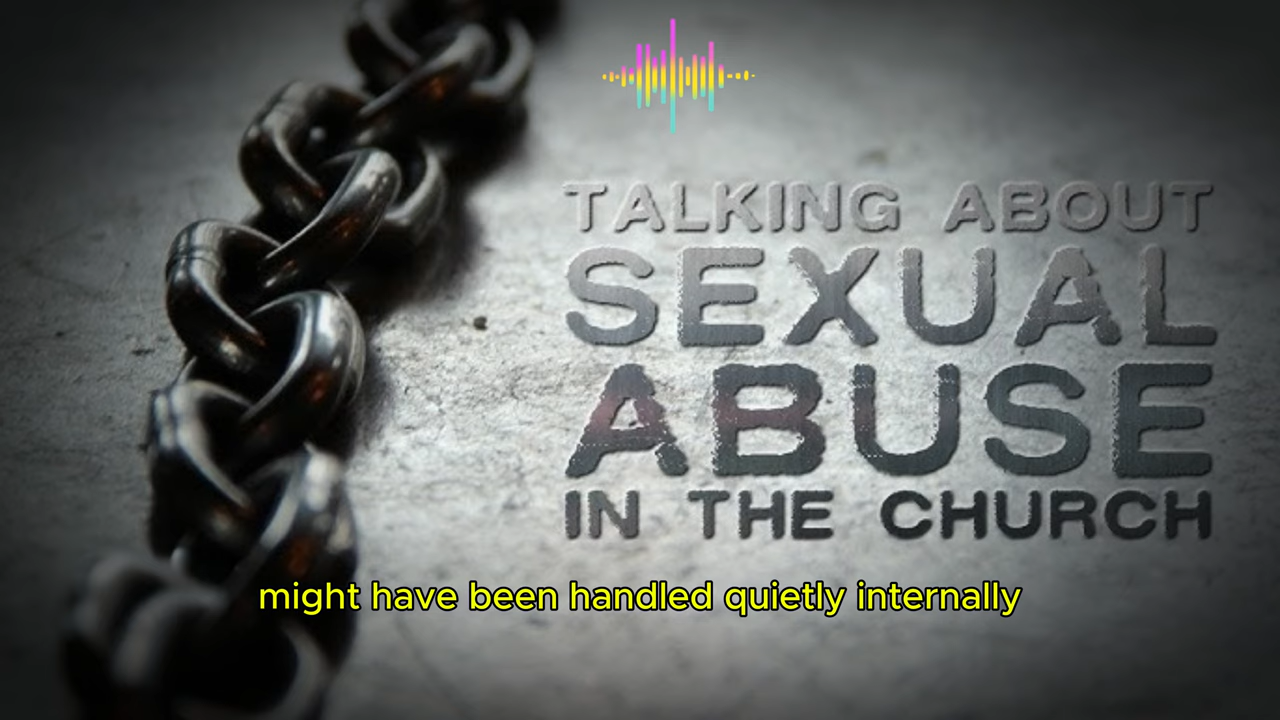 TALKING ABOUT
SEXUAL
ABUSE
IN THE CHURCH
might have been handled quietly internally